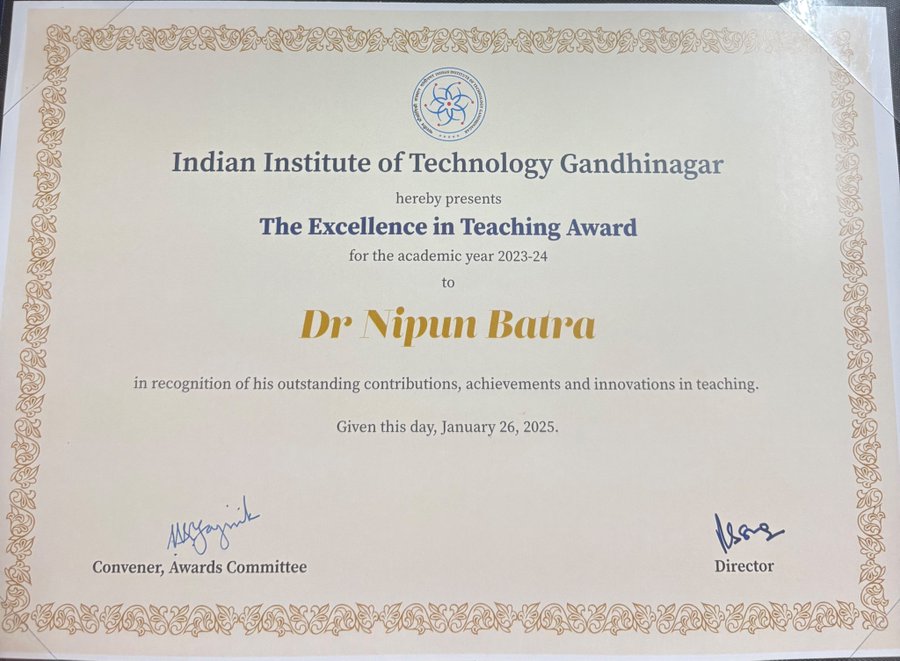 Indian Institute of Technology Gandhinagar
hereby presents
The Excellence in Teaching Award
for the academic year 2023-24
to
Dr Nipun Batra
in recognition of his outstanding contributions, achievements and innovations in teaching.
Given this day, January 26, 2025.
Convener, Awards Committee
Director